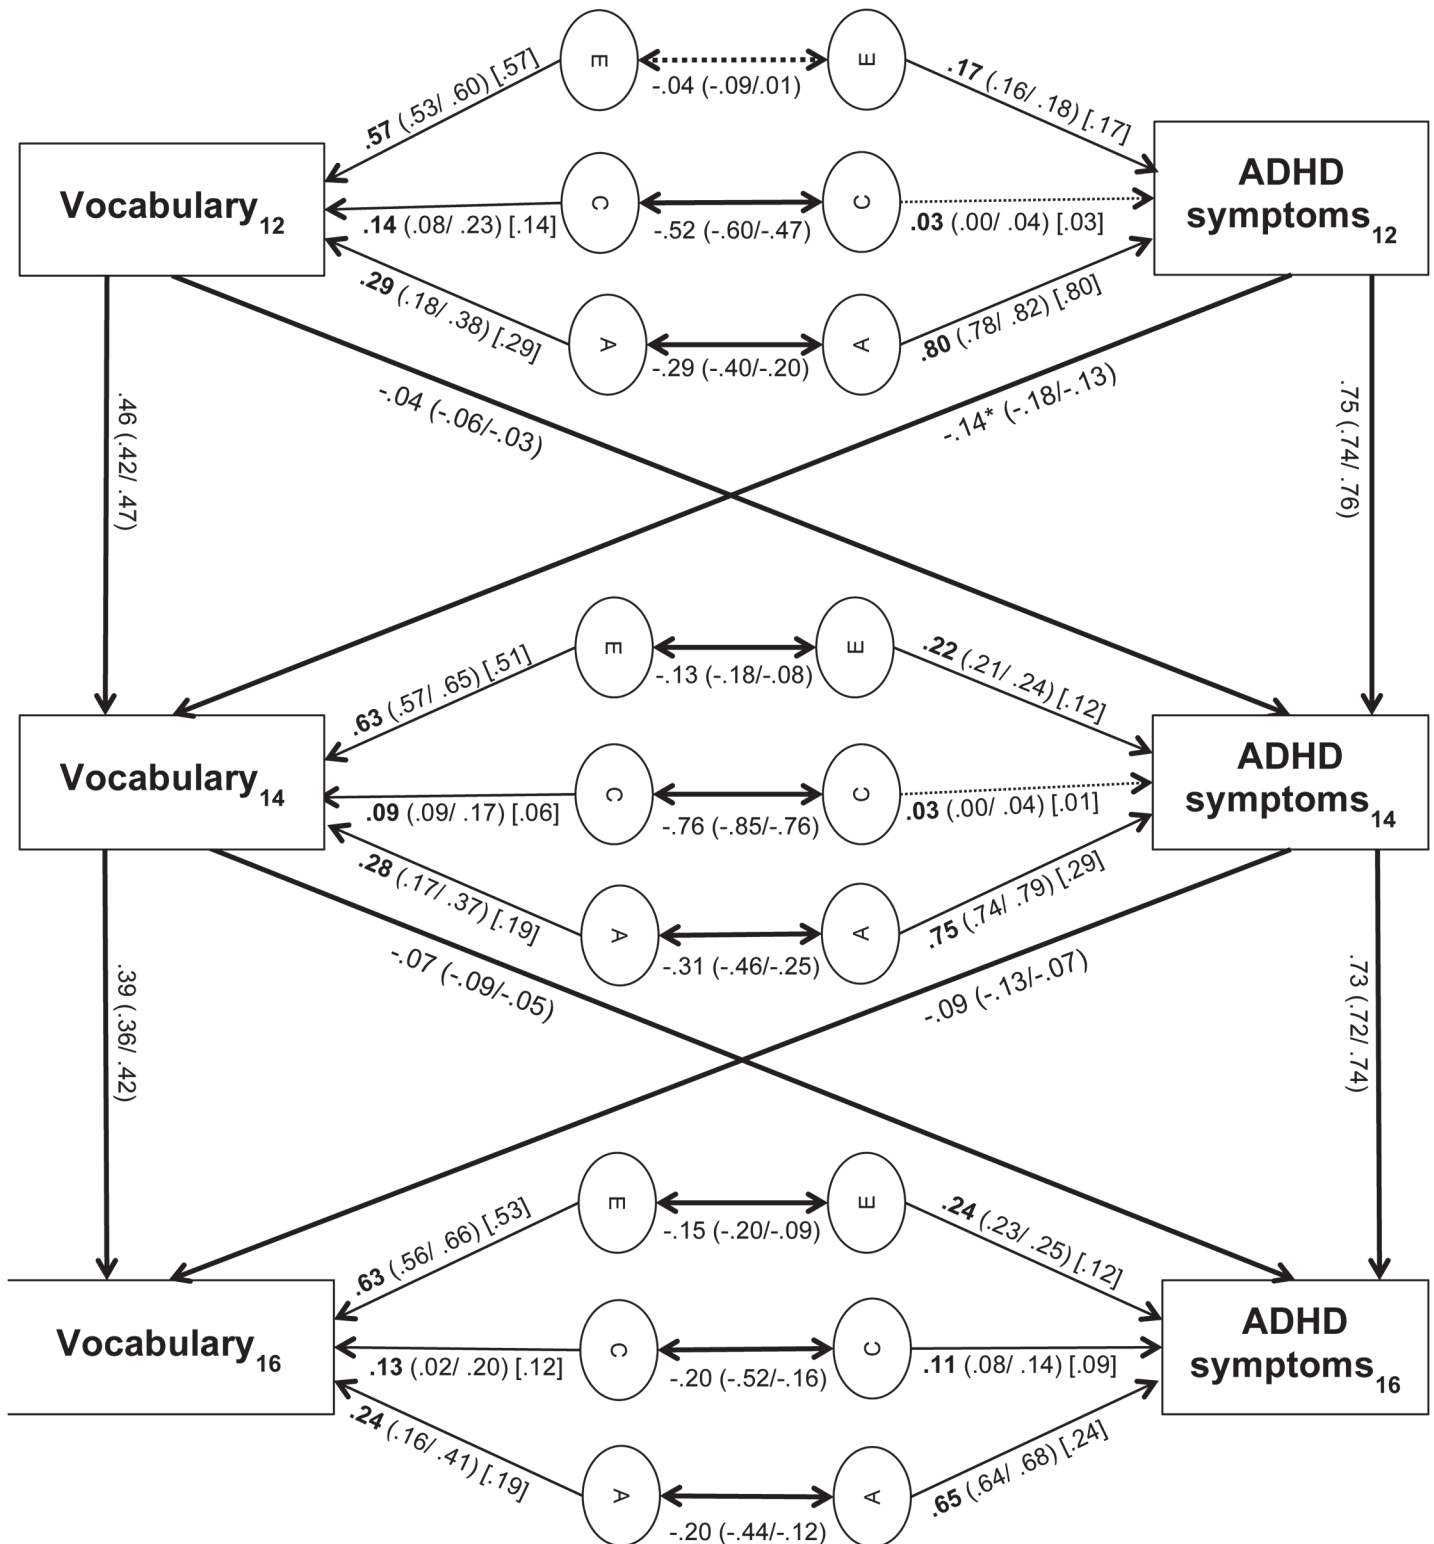 E
E
-.04 (-.09/.01)
.57 (.53/ .60) [.57]
.17 (.16/ .18) [.17]
Vocabulary12
ADHD
symptoms12
C
C
.14 (.08/ .23) [.14]
-.52 (-.60/-.47)
.03 (.00/ .04) [.03]
.29 (.18/ .38) [.29]
A
A
-.29 (-.40/-.20)
.80 (.78/ .82) [.80]
.46 (.42/ .47)
-.04 (-.06/-.03)
-.14* (-.18/-.13)
.75 (.74/ .76)
E
E
-.13 (-.18/-.08)
.63 (.57/ .65) [.51]
.22 (.21/ .24) [.12]
Vocabulary14
ADHD
symptoms14
C
C
.09 (.09/ .17) [.06]
-.76 (-.85/-.76)
.03 (.00/ .04) [.01]
.28 (.17/ .37) [.19]
A
A
-.31 (-.46/-.25)
.75 (.74/ .79) [.29]
.39 (.36/ .42)
-.07 (-.09/-.05)
-.09 (-.13/-.07)
.73 (.72/ .74)
E
E
-.15 (-.20/-.09)
.63 (.56/ .66) [.53]
.24 (.23/ .25) [.12]
Vocabulary16
ADHD
symptoms16
C
C
.13 (.02/ .20) [.12]
-.20 (-.52/-.16)
.11 (.08/ .14) [.09]
.24 (.16/ .41) [.19]
A
A
-.20 (-.44/-.12)
.65 (.64/ .68) [.24]